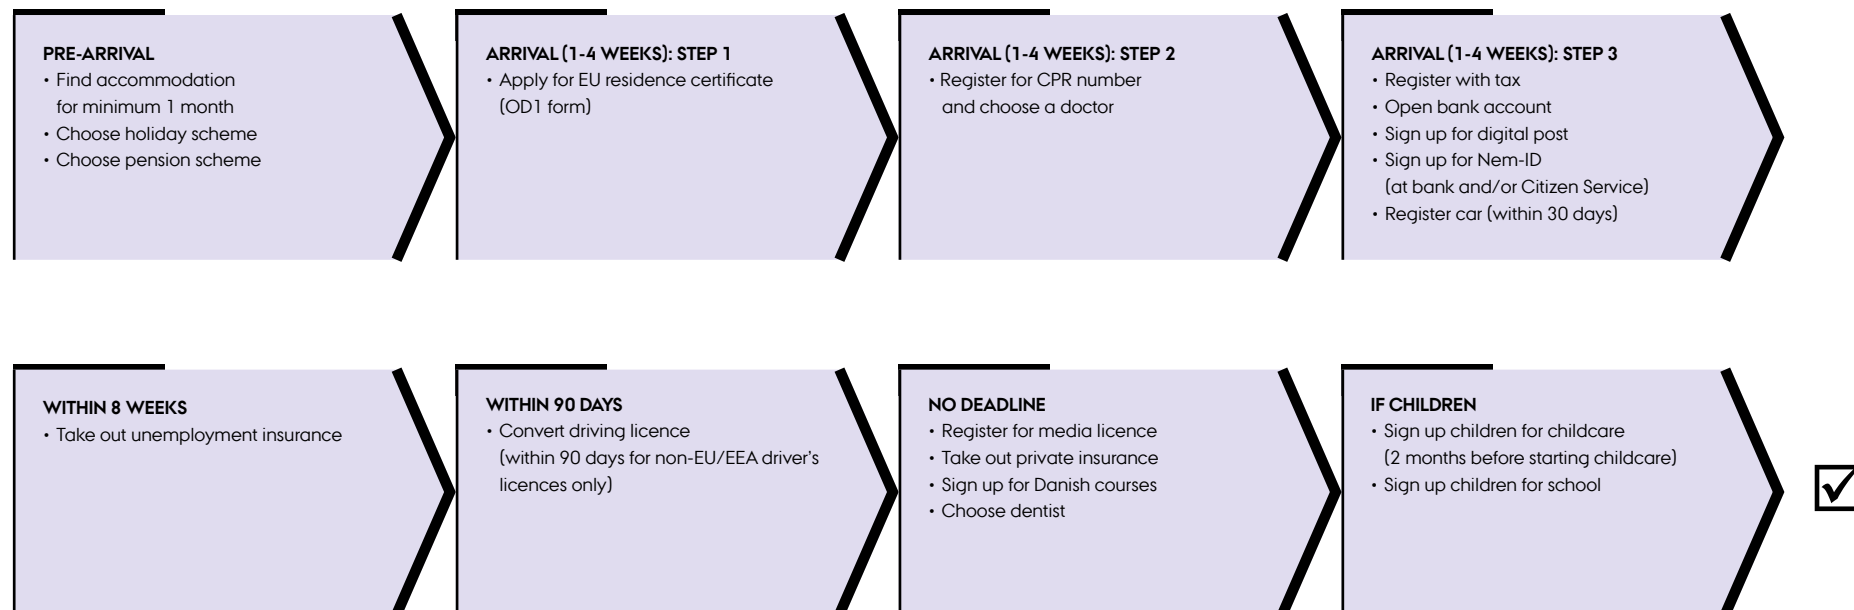 PRE-ARRIVAL
• Find accommodation
for minimum 1 month
• Choose holiday scheme
• Choose pension scheme
ARRIVAL (1-4 WEEKS): STEP 1
• Apply for EU residence certificate
(OD1 form)
ARRIVAL (1-4 WEEKS): STEP 2
• Register for CPR number
and choose a doctor
ARRIVAL (1-4 WEEKS): STEP 3
• Register with tax
• Open bank account
• Sign up for digital post
• Sign up for Nem-ID
(at bank and/or Citizen Service)
• Register car (within 30 days)
WITHIN 8 WEEKS
• Take out unemployment insurance
WITHIN 90 DAYS
• Convert driving licence
(within 90 days for non-EU/EEA driver's
licences only)
NO DEADLINE
• Register for media licence
• Take out private insurance
• Sign up for Danish courses
• Choose dentist
IF CHILDREN
• Sign up children for childcare
(2 months before starting childcare)
• Sign up children for school